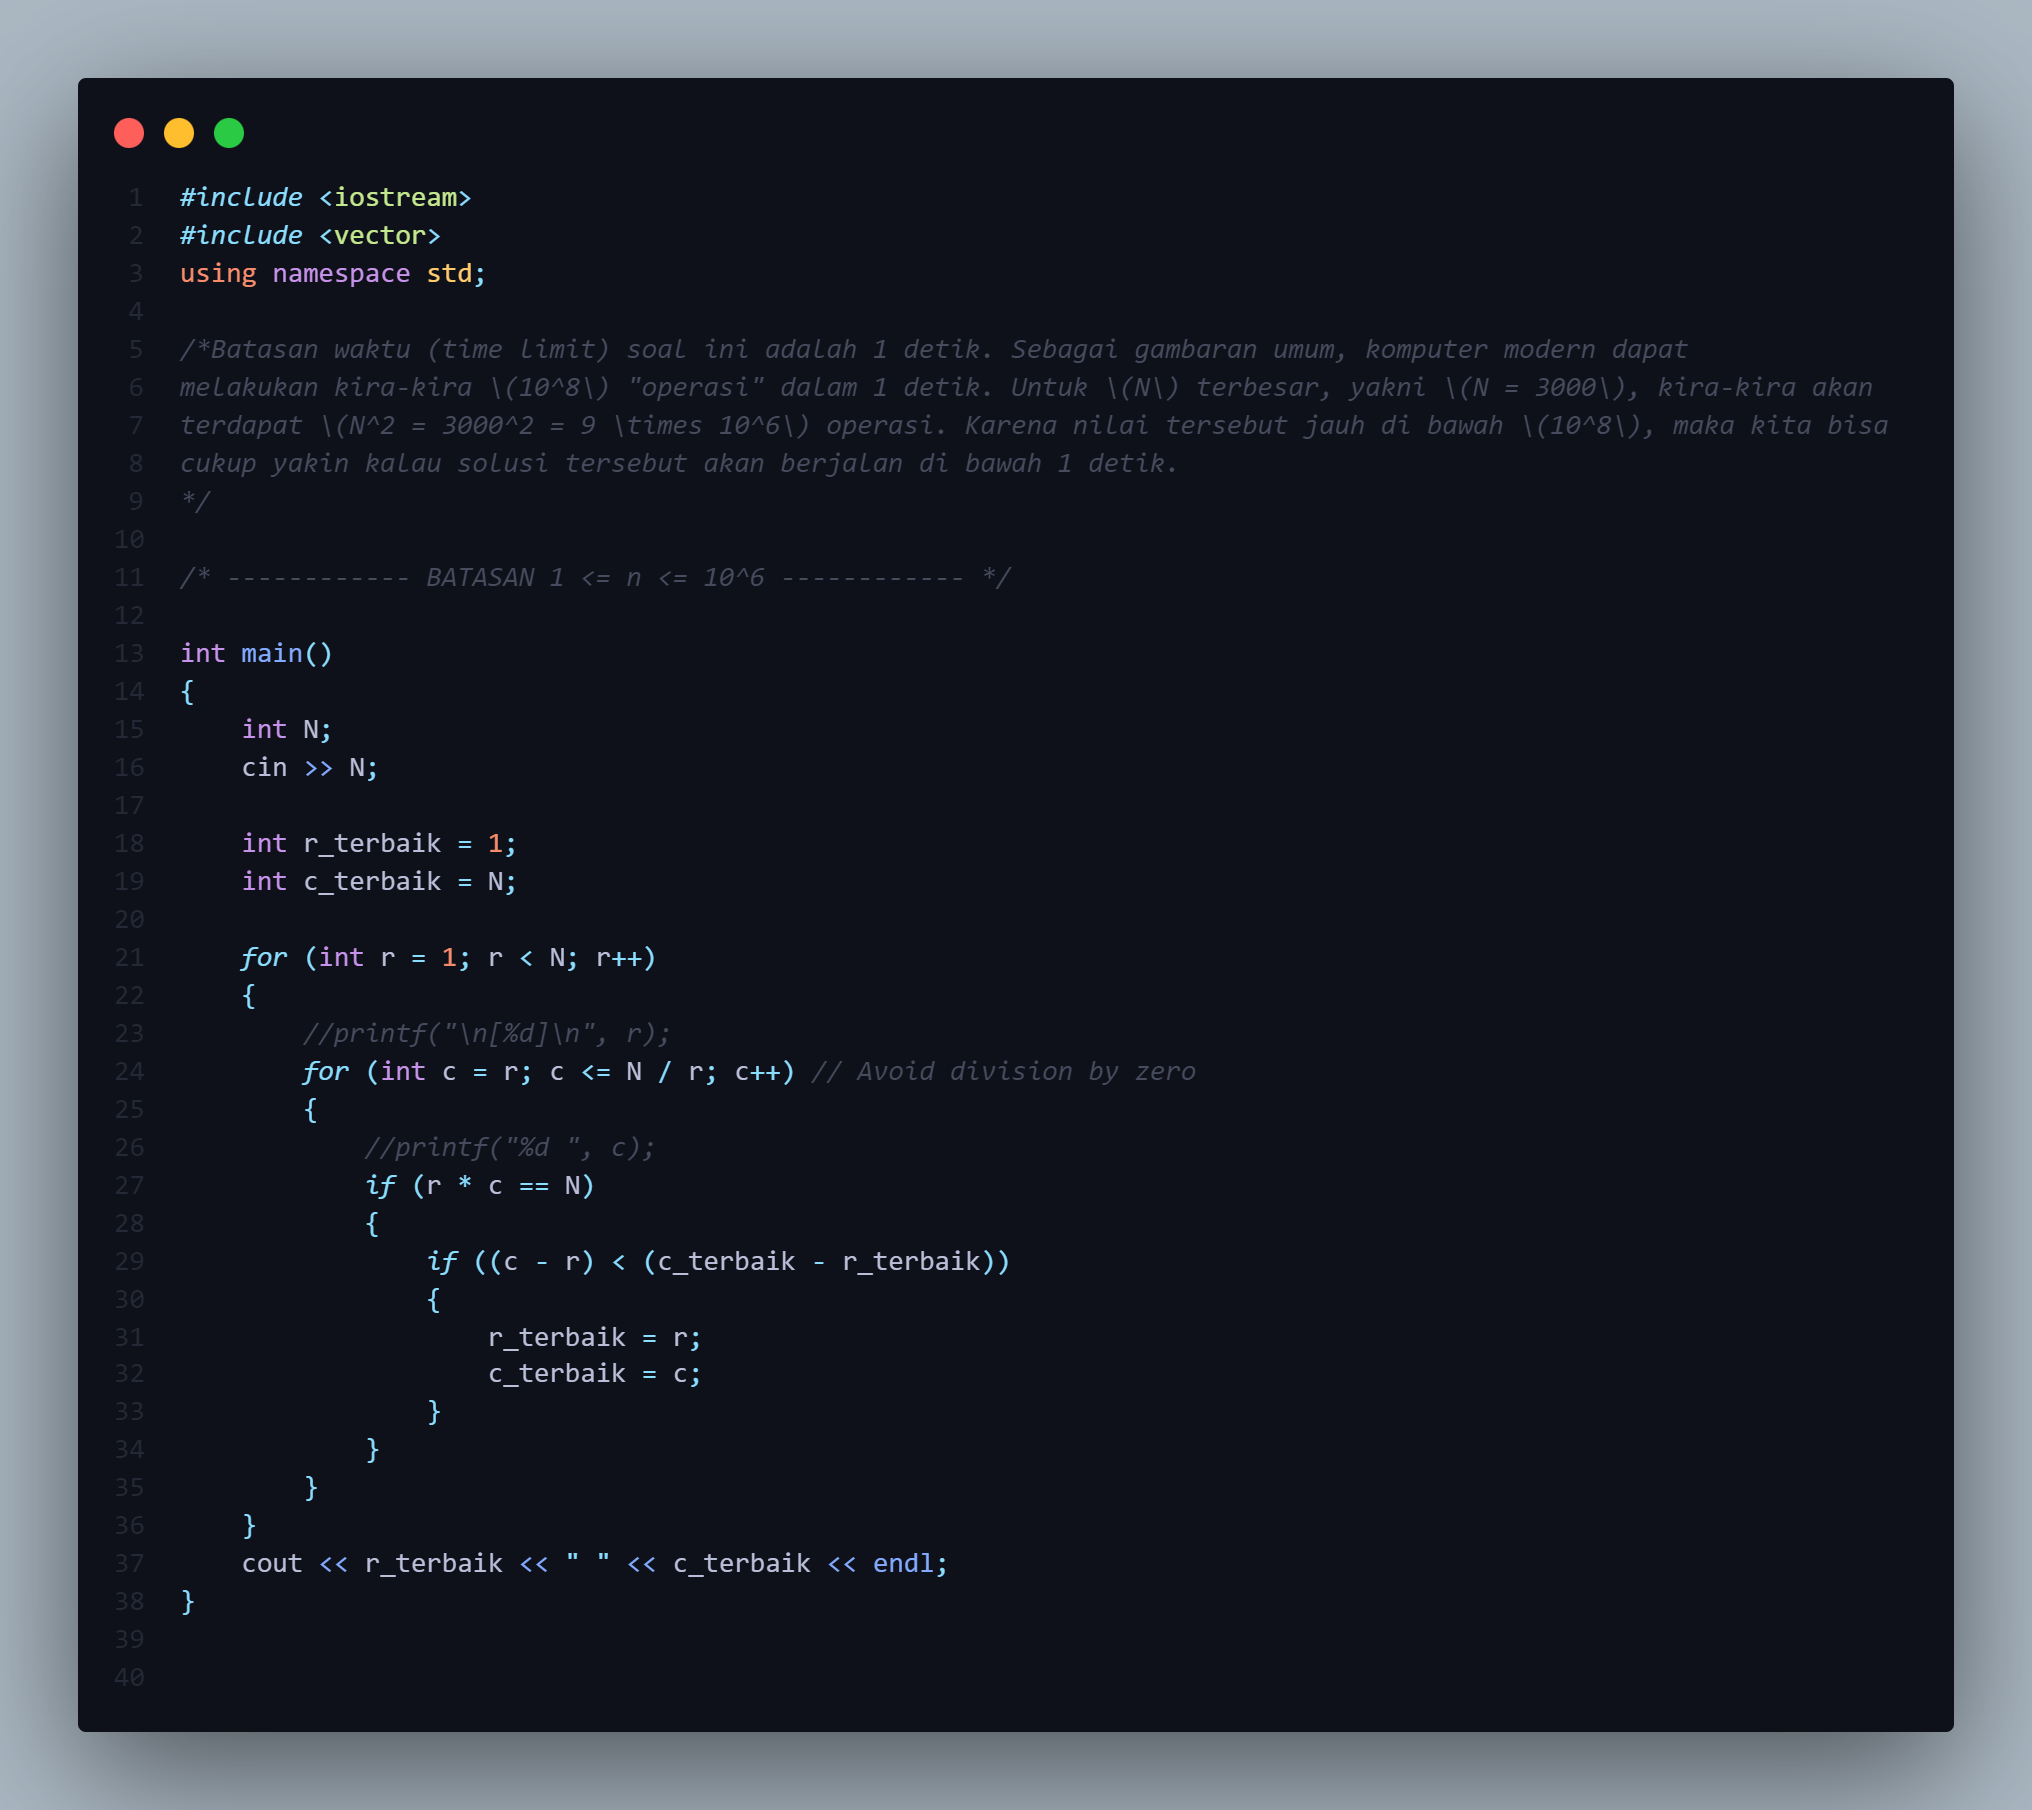 1 #include <iostream>
2 #include <vector>
3 using namespace std;
4
5 /*Batasan waktu (time limit) soal ini adalah 1 detik. Sebagai gambaran umum, komputer modern dapat
6 melakukan kira-kira \(10^8\) "operasi" dalam 1 detik. Untuk \(N\) terbesar, yakni \(N = 3000\), kira-kira akan
7 terdapat \(N^2 = 3000^2 = 9 \times 10^6\) operasi. Karena nilai tersebut jauh di bawah \(10^8\), maka kita bisa
8 cukup yakin kalau solusi tersebut akan berjalan di bawah 1 detik.
9 */
10
11 /* ------------ BATASAN 1 <= n <= 10^6 ------------ */
12
13 int main()
14 {
15     int N;
16     cin >> N;
17
18     int r_terbaik = 1;
19     int c_terbaik = N;
20
21     for (int r = 1; r < N; r++)
22     {
23         //printf("\n[%d]\n", r);
24         for (int c = r; c <= N / r; c++) // Avoid division by zero
25         {
26             //printf("%d ", c);
27             if (r * c == N)
28             {
29                 if ((c - r) < (c_terbaik - r_terbaik))
30                 {
31                     r_terbaik = r;
32                     c_terbaik = c;
33                 }
34             }
35         }
36     }
37     cout << r_terbaik << " " << c_terbaik << endl;
38 }
39
40